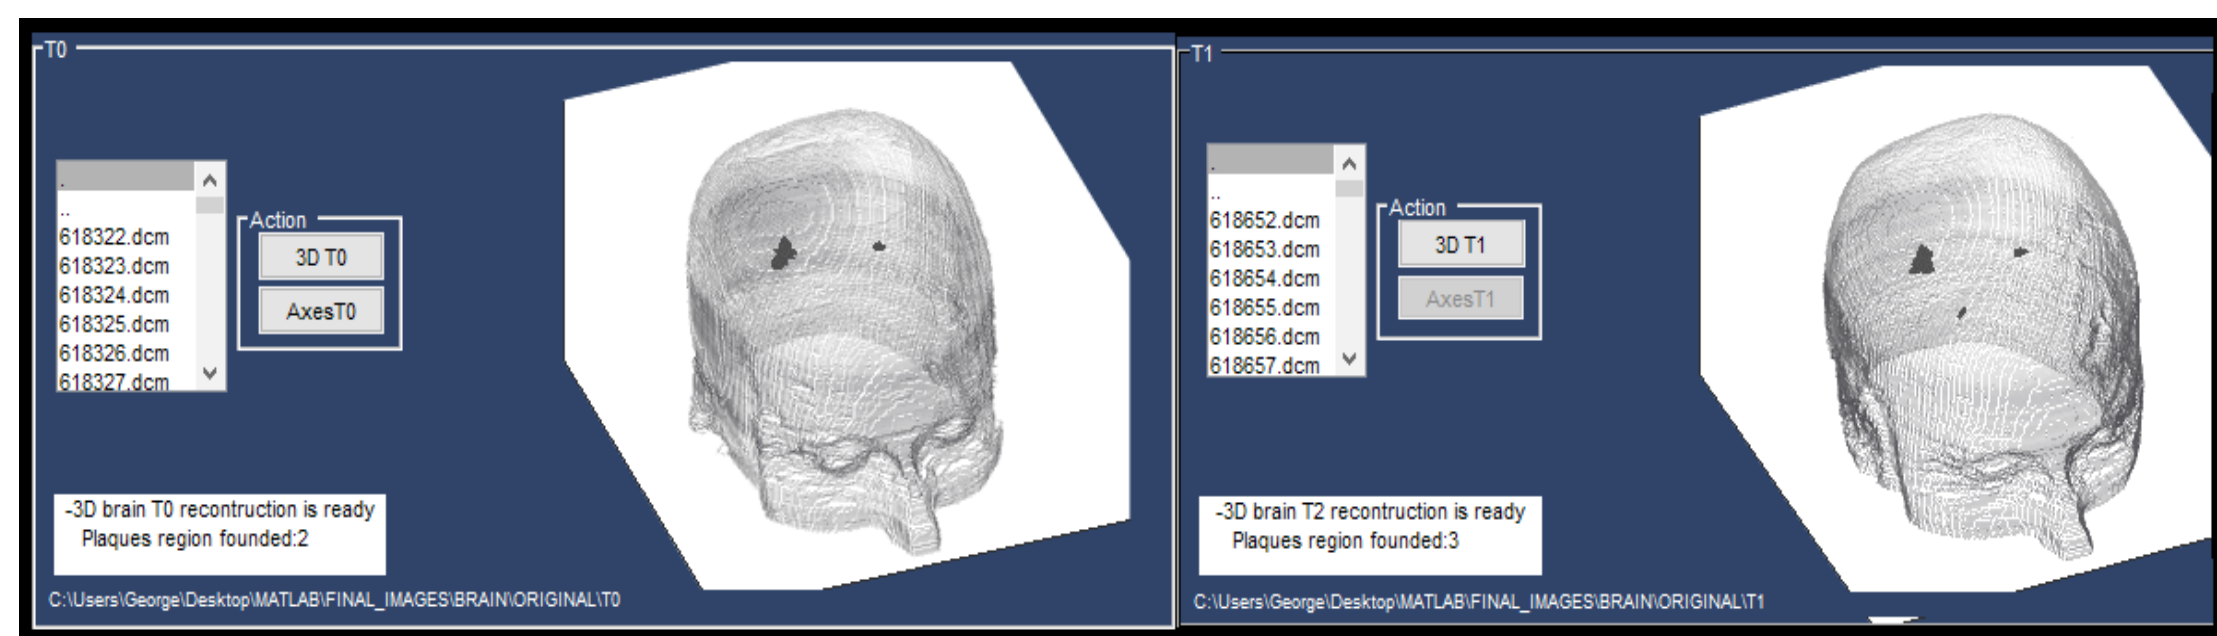 T0
.
..
618322.dcm
618323.dcm
618324.dcm
618325.dcm
618326.dcm
618327.dcm
Action
3D T0
AxesT0
-3D brain T0 recontruction is ready
Plaques region founded:2
C:\Users\George\Desktop\MATLAB\FINAL_IMAGES\BRAIN\ORIGINAL\T0
T1
.
..
618652.dcm
618653.dcm
618654.dcm
618655.dcm
618656.dcm
618657.dcm
Action
3D T1
AxesT1
-3D brain T2 recontruction is ready
Plaques region founded:3
C:\Users\George\Desktop\MATLAB\FINAL_IMAGES\BRAIN\ORIGINAL\T1